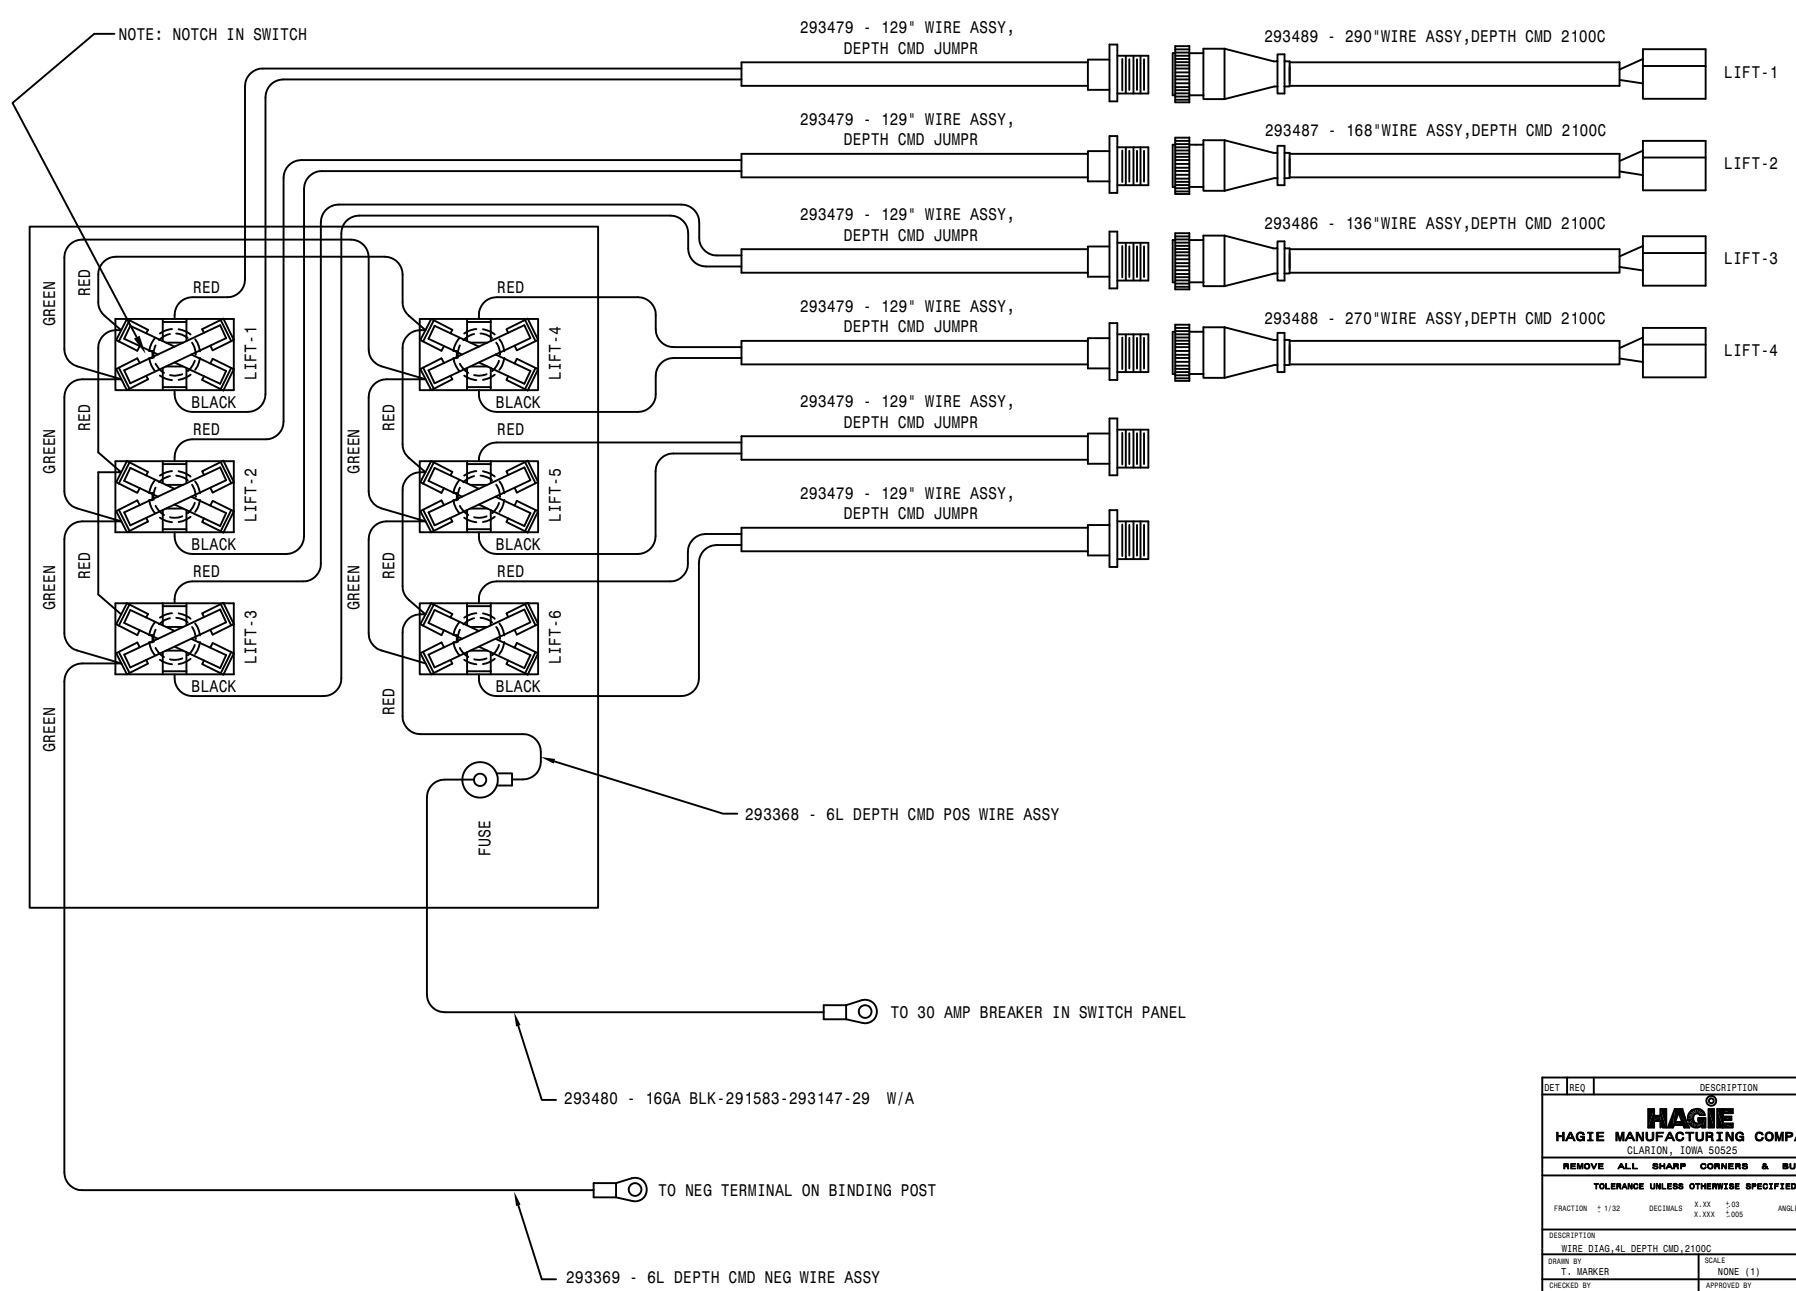 NOTE: NOTCH IN SWITCH
293479 - 129" WIRE ASSY,
DEPTH CMD JUMPR
293489 - 290"WIRE ASSY,DEPTH CMD 2100C
LIFT-1
293479 - 129" WIRE ASSY,
DEPTH CMD JUMPR
293487 - 168"WIRE ASSY,DEPTH CMD 2100C
LIFT-2
293479 - 129" WIRE ASSY,
DEPTH CMD JUMPR
293486 - 136"WIRE ASSY,DEPTH CMD 2100C
LIFT-3
293479 - 129" WIRE ASSY,
DEPTH CMD JUMPR
293488 - 270"WIRE ASSY,DEPTH CMD 2100C
LIFT-4
293479 - 129" WIRE ASSY,
DEPTH CMD JUMPR
293479 - 129" WIRE ASSY,
DEPTH CMD JUMPR
GREEN
RED
RED
LIFT-1
BLACK
RED
LIFT-4
BLACK
GREEN
RED
RED
LIFT-2
BLACK
GREEN
RED
RED
LIFT-5
BLACK
GREEN
RED
RED
LIFT-3
BLACK
GREEN
RED
RED
LIFT-6
BLACK
GREEN
RED
FUSE
293368 - 6L DEPTH CMD POS WIRE ASSY
TO 30 AMP BREAKER IN SWITCH PANEL
293480 - 16GA BLK-291583-293147-29 W/A
TO NEG TERMINAL ON BINDING POST
293369 - 6L DEPTH CMD NEG WIRE ASSY
DET REQ DESCRIPTION
HAGIE
HAGIE MANUFACTURING
CLARION, IOWA 50525
REMOVE ALL SHARP CORNERS &
TOLERANCE UNLESS OTHERWISE SPECIFIED
FRACTION ± 1/32 DECIMALS X.XX ±.03
X.XXX ±.005
DESCRIPTION
WIRE DIAG,4L DEPTH CMD,2100C
DRAWN BY SCALE
T. MARKER NONE (1)
CHECKED BY APPROVED BY